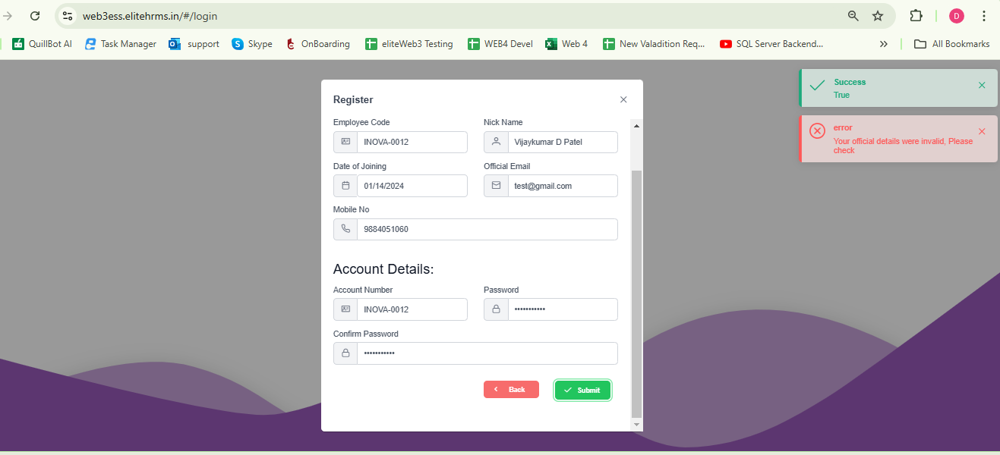 web3ess.elitehrms.in/#/login
D
QuillBot AI
Task Manager
support
Skype
OnBoarding
eliteWeb3 Testing
WEB4 Devel
Web 4
New Valadition Req...
SQL Server Backend...
All Bookmarks
Success
True
error
Your official details were invalid, Please
check
Register
Employee Code
Nick Name
INOVA-0012
Vijaykumar D Patel
Date of Joining
Official Email
01/14/2024
test@gmail.com
Mobile No
9884051060
Account Details:
Account Number
Password
INOVA-0012
•••••••••••
Confirm Password
•••••••••••
Back
Submit